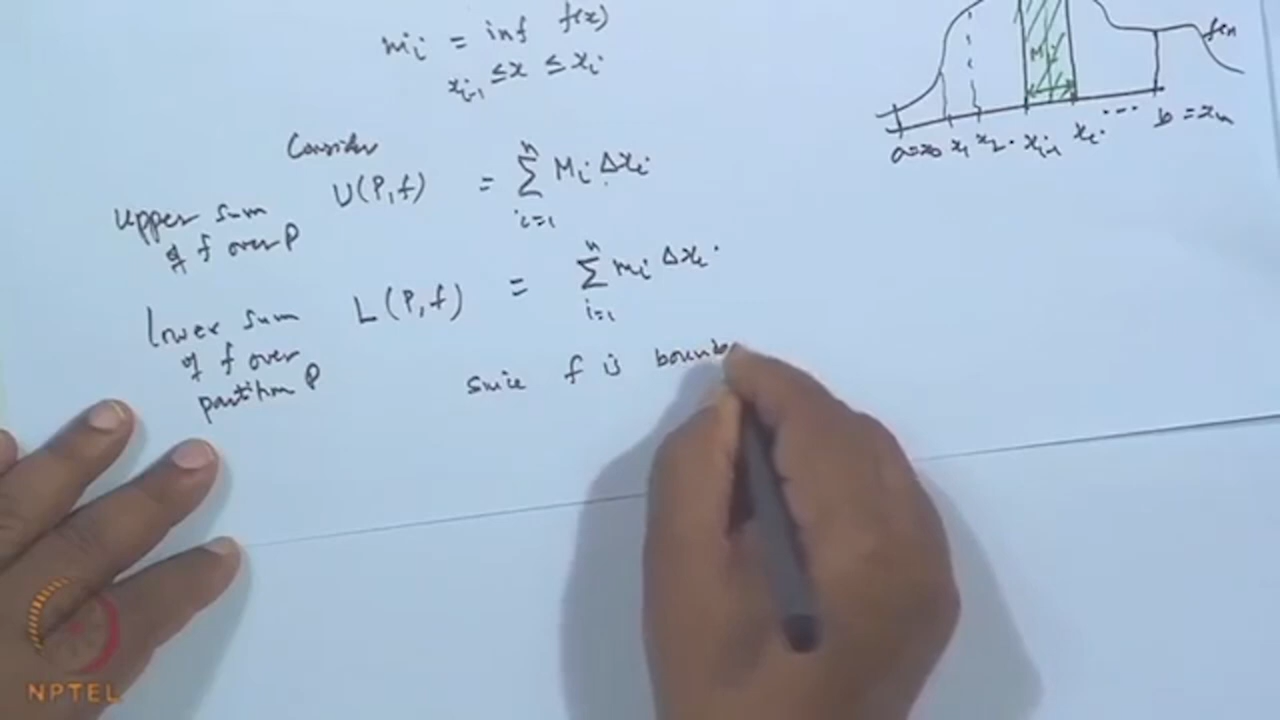 mᵢ = inf f(x)
xᵢ₋₁ ≤ x ≤ xᵢ
Consider
U(P,f) = Σ Mᵢ Δxᵢ
n
i=1
Upper sum
of f over P
L(P,f) = Σ mᵢ Δxᵢ
n
i=1
Lower sum
of f over
partition P
Since f is bounde
f(x)
Mᵢ
a=x₀ x₁ x₂ . xᵢ₋₁ xᵢ ... b = xₙ
NPTEL